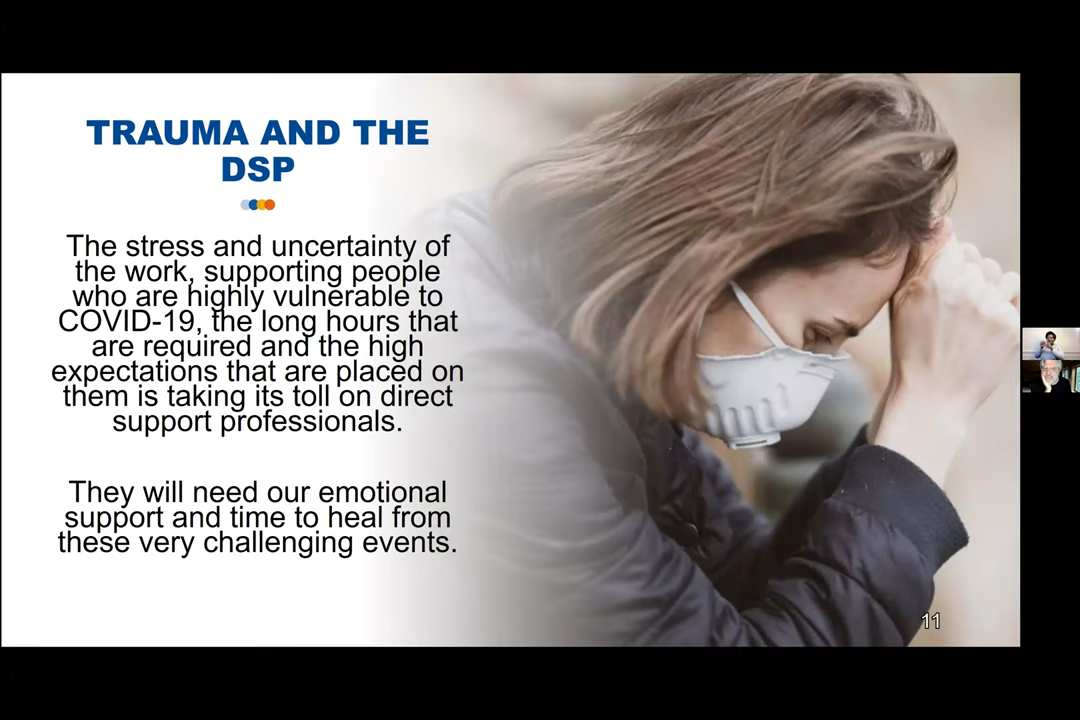 TRAUMA AND THE
DSP
The stress and uncertainty of
the work, supporting people
who are highly vulnerable to
COVID-19, the long hours that
are required and the high
expectations that are placed on
them is taking its toll on direct
support professionals.
They will need our emotional
support and time to heal from
these very challenging events.
11